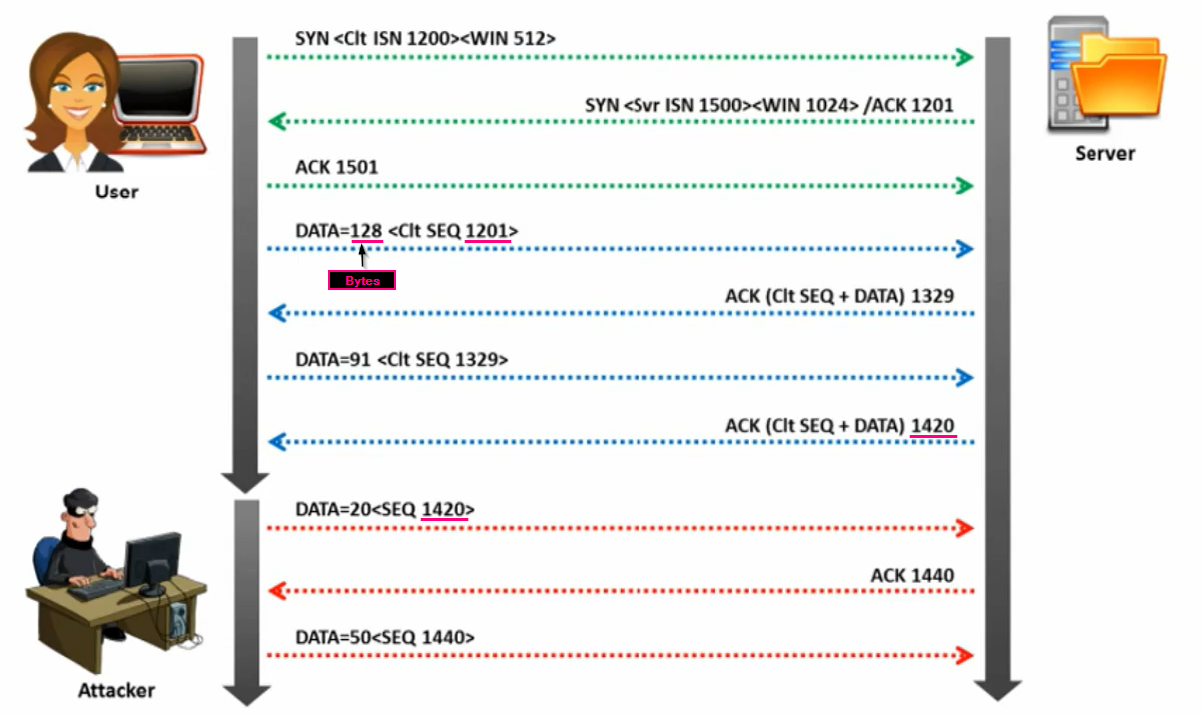 SYN <Clt ISN 1200><WIN 512>
SYN <Svr ISN 1500><WIN 1024> /ACK 1201
Server
ACK 1501
User
DATA=128 <Clt SEQ 1201>
Bytes
ACK (Clt SEQ + DATA) 1329
DATA=91 <Clt SEQ 1329>
ACK (Clt SEQ + DATA) 1420
DATA=20<SEQ 1420>
ACK 1440
DATA=50<SEQ 1440>
Attacker